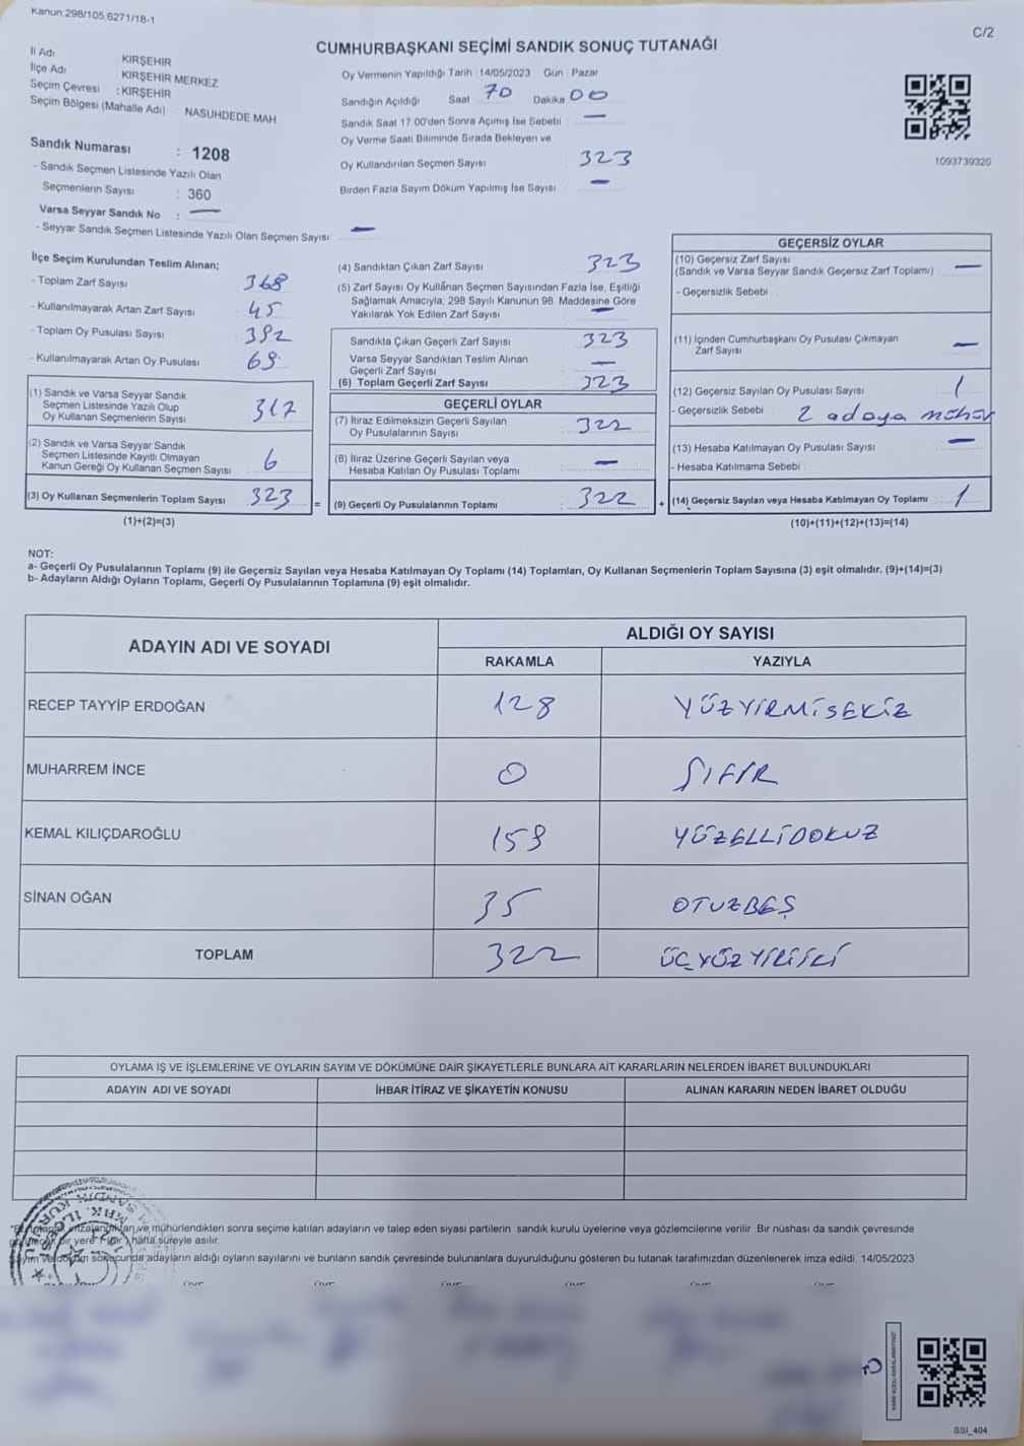 Kanun:298/105,6271/18-1
C/2
CUMHURBAŞKANI SEÇİMİ SANDIK SONUÇ TUTANAĞI
İl Adı : KIRŞEHİR
İlçe Adı : KIRŞEHİR MERKEZ
Seçim Çevresi : KIRŞEHİR
Seçim Bölgesi (Mahalle Adı) NASUHDEDE MAH
Sandık Numarası : 1208
- Sandık Seçmen Listesinde Yazılı Olan
Seçmenlerin Sayısı : 360
Varsa Seyyar Sandık No : —
- Seyyar Sandık Seçmen Listesinde Yazılı Olan Seçmen Sayısı —
Oy Vermenin Yapıldığı Tarih :14/05/2023 Gün : Pazar
Sandığın Açıldığı Saat 70 Dakika 00
Sandık Saat 17.00'den Sonra Açımış İse Sebebi —
Oy Verme Saati Bitiminde Sırada Bekleyen ve
Oy Kullandırılan Seçmen Sayısı 323
Birden Fazla Sayım Döküm Yapılmış İse Sayısı —
1093739320
İlçe Seçim Kurulundan Teslim Alınan;
- Toplam Zarf Sayısı 368
- Kullanılmayarak Artan Zarf Sayısı 45
- Toplam Oy Pusulası Sayısı 392
- Kullanılmayarak Artan Oy Pusulası 69
(1) Sandık ve Varsa Seyyar Sandık
Seçmen Listesinde Yazılı Olup
Oy Kullanan Seçmenlerin Sayısı 317
(2) Sandık ve Varsa Seyyar Sandık
Seçmen Listesinde Kayıtlı Olmayan
Kanun Gereği Oy Kullanan Seçmen Sayısı 6
(3) Oy Kullanan Seçmenlerin Toplam Sayısı 323 =
(1)+(2)=(3)
(4) Sandıktan Çıkan Zarf Sayısı 323
(5) Zarf Sayısı Oy Kullanan Seçmen Sayısından Fazla İse, Eşitliği
Sağlamak Amacıyla, 298 Sayılı Kanunun 98. Maddesine Göre
Yakılarak Yok Edilen Zarf Sayısı —
Sandıkta Çıkan Geçerli Zarf Sayısı 323
Varsa Seyyar Sandıktan Teslim Alınan
Geçerli Zarf Sayısı —
(6) Toplam Geçerli Zarf Sayısı 323
GEÇERLİ OYLAR
(7) İtiraz Edilmeksizin Geçerli Sayılan
Oy Pusulalarının Sayısı 322
(8) İtiraz Üzerine Geçerli Sayılan veya
Hesaba Katılan Oy Pusulası Toplamı —
(9) Geçerli Oy Pusulalarının Toplamı 322 +
GEÇERSİZ OYLAR
(10) Geçersiz Zarf Sayısı
(Sandık ve Varsa Seyyar Sandık Geçersiz Zarf Toplamı) —
- Geçersizlik Sebebi
(11) İçinden Cumhurbaşkanı Oy Pusulası Çıkmayan
Zarf Sayısı —
(12) Geçersiz Sayılan Oy Pusulası Sayısı 1
- Geçersizlik Sebebi 2 adaya mühür
(13) Hesaba Katılmayan Oy Pusulası Sayısı —
- Hesaba Katılmama Sebebi
(14) Geçersiz Sayılan veya Hesaba Katılmayan Oy Toplamı 1
(10)+(11)+(12)+(13)=(14)
NOT:
a- Geçerli Oy Pusulalarının Toplamı (9) ile Geçersiz Sayılan veya Hesaba Katılmayan Oy Toplamı (14) Toplamları, Oy Kullanan Seçmenlerin Toplam Sayısına (3) eşit olmalıdır. (9)+(14)=(3)
b- Adayların Aldığı Oyların Toplamı, Geçerli Oy Pusulalarının Toplamına (9) eşit olmalıdır.
ADAYIN ADI VE SOYADI ALDIĞI OY SAYISI
RAKAMLA YAZIYLA
RECEP TAYYİP ERDOĞAN 128 YÜZYİRMİSEKİZ
MUHARREM İNCE 0 SIFIR
KEMAL KILIÇDAROĞLU 159 YÜZELLİDOKUZ
SİNAN OĞAN 35 OTUZBEŞ
TOPLAM 322 ÜÇYÜZ
OYLAMA İŞ VE İŞLEMLERİNE VE OYLARIN SAYIM VE DÖKÜMÜNE DAİR ŞİKAYETLERLE BUNLARA AİT KARARLARIN NELERDEN İBARET BULUNDUKLARI
ADAYIN ADI VE SOYADI İHBAR İTİRAZ VE ŞİKAYETİN KONUSU ALINAN KARARIN NEDEN İBARET OLDUĞU
mühürlendikten sonra seçime katılan adayların ve talep eden siyasi partilerin sandık kurulu üyelerine veya gözlemcilerine verilir. Bir nüshası da sandık çevresinde
bir yere hafta süreyle asılır.
adayların aldığı oyların sayılarını ve bunların sandık çevresinde bulunanlara duyurulduğunu gösteren bu tutanak tarafımızdan düzenlenerek imza edildi. 14/05/2023
SSI_404